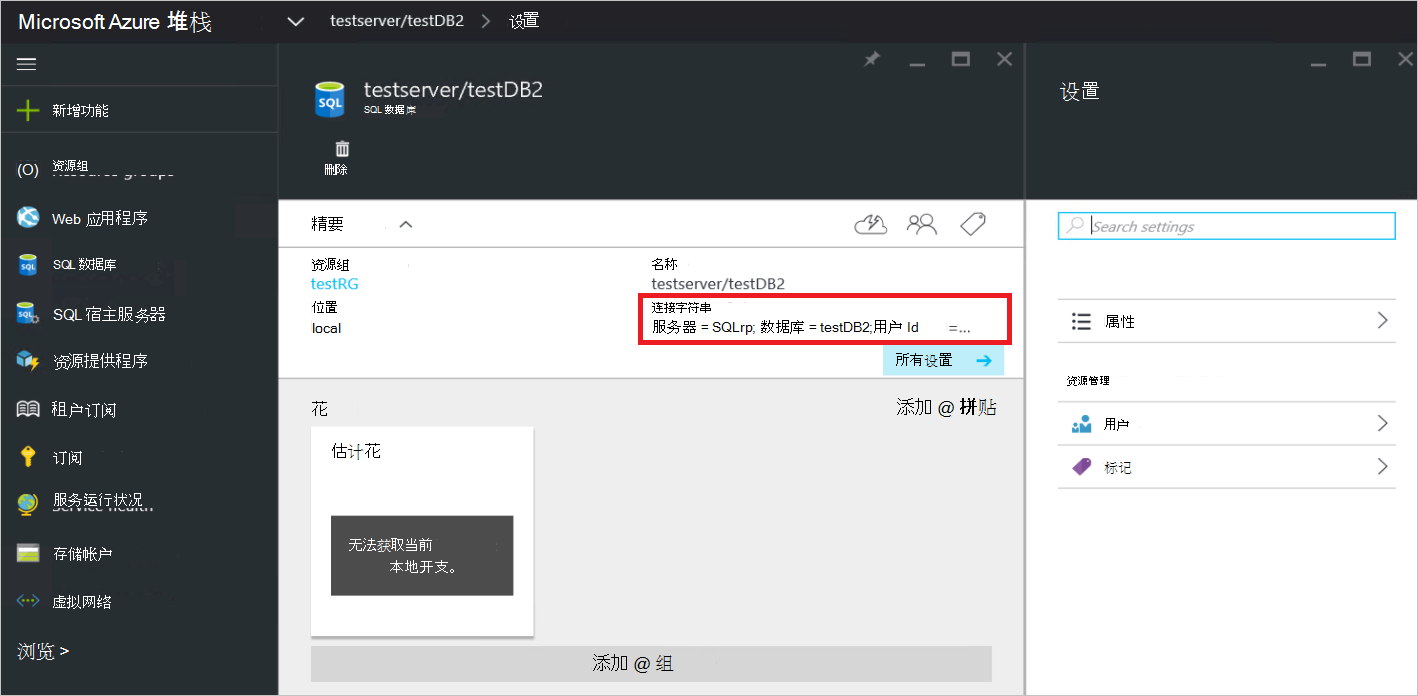 Microsoft Azure 堆栈
testserver/testDB2 > 设置
新增功能
资源组
Web 应用程序
SQL 数据库
SQL 宿主服务器
资源提供程序
租户订阅
订阅
服务运行状况
存储帐户
虚拟网络
浏览 >
SQL
testserver/testDB2
SQL 数据库
删除
精要
资源组
testRG
位置
local
名称
testserver/testDB2
连接字符串
服务器 = SQLrp; 数据库 = testDB2;用户 Id =...
所有设置
花
添加 @ 拼贴
估计花
无法获取当前
本地开支。
添加 @ 组
设置
Search settings
属性
资源管理
用户
标记